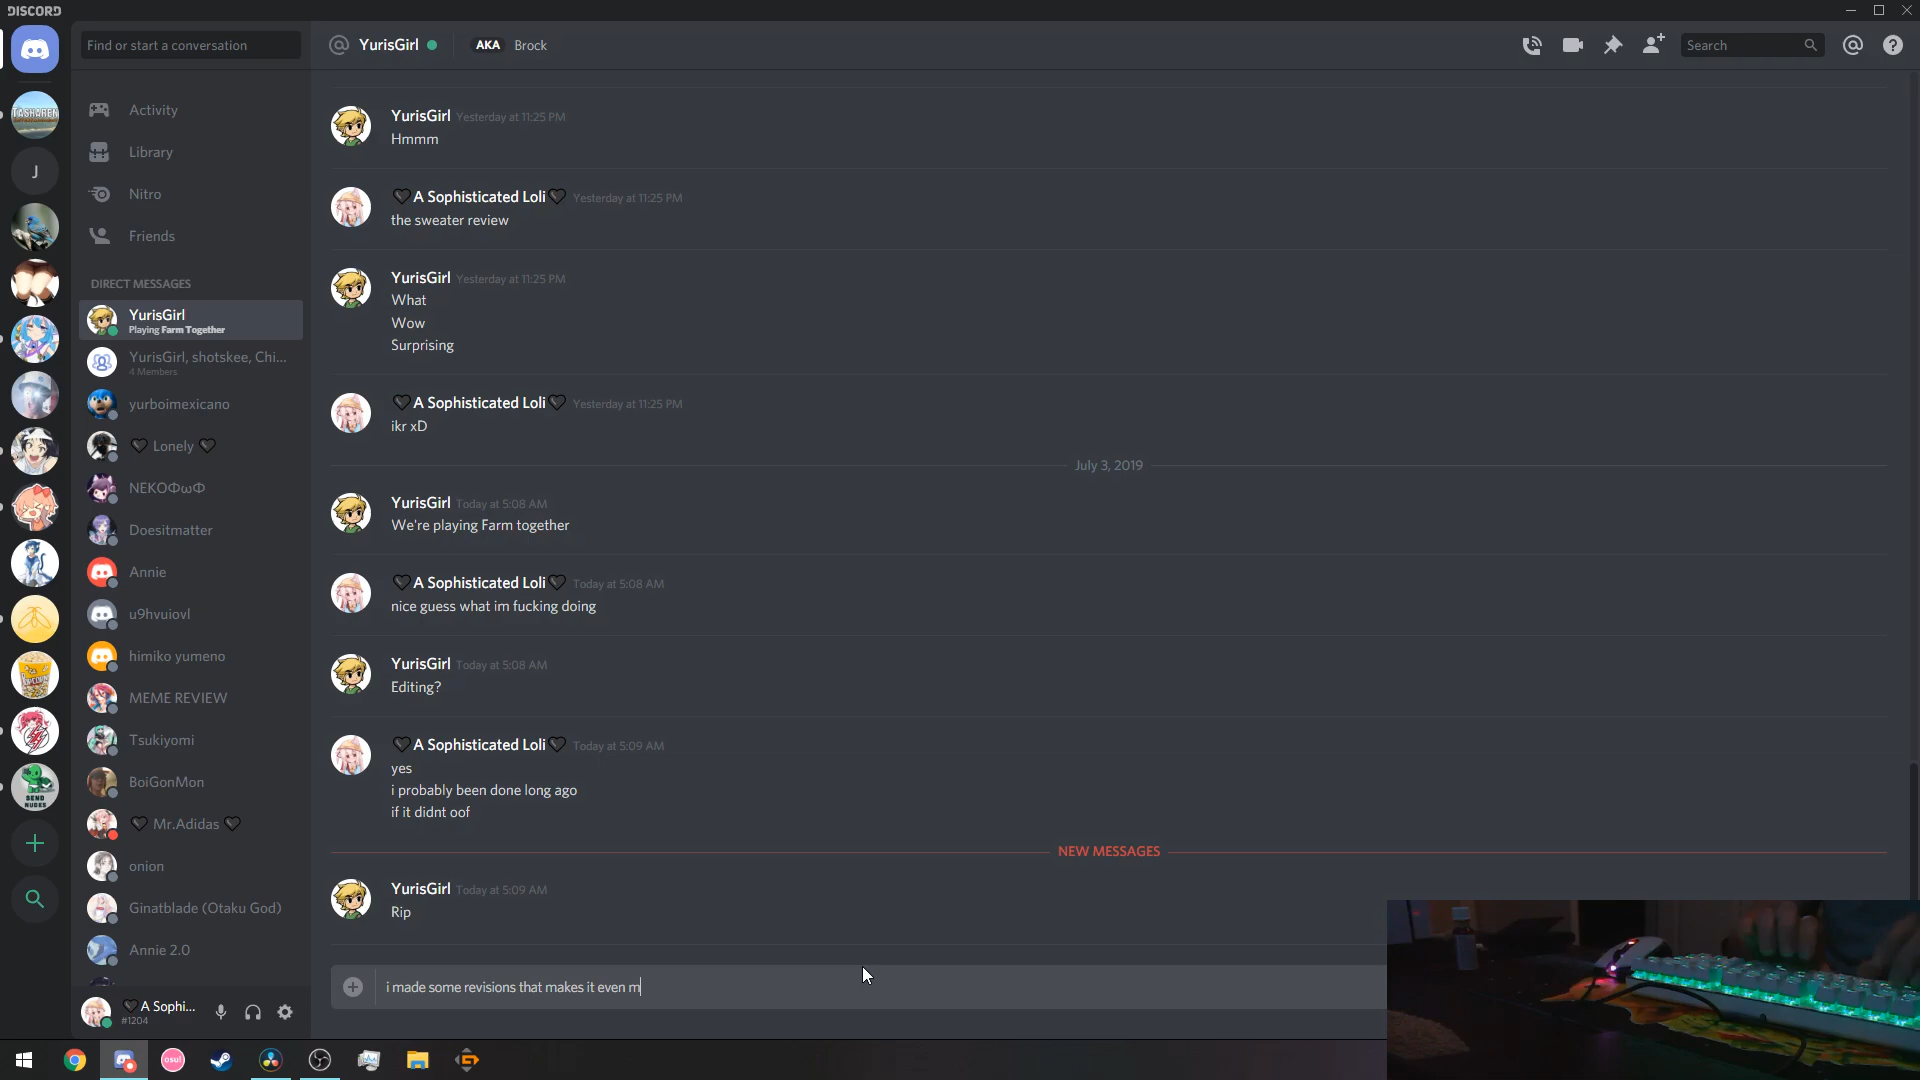 DISCORD
Find or start a conversation
YurisGirl
AKA Brock
Search
TASHAREN
J
SEND
NUDES
Activity
Library
Nitro
Friends
DIRECT MESSAGES
YurisGirl
Playing Farm Together
YurisGirl, shotskee, Chi...
4 Members
yurboimexicano
🖤 Lonely 🖤
NEKOΦωΦ
Doesitmatter
Annie
u9hvuiovl
himiko yumeno
MEME REVIEW
Tsukiyomi
BoiGonMon
🖤 Mr.Adidas 🖤
onion
Ginatblade (Otaku God)
Annie 2.0
🖤A Sophi...
#1204
YurisGirl Yesterday at 11:25 PM
Hmmm
🖤A Sophisticated Loli🖤 Yesterday at 11:25 PM
the sweater review
YurisGirl Yesterday at 11:25 PM
What
Wow
Surprising
🖤A Sophisticated Loli🖤 Yesterday at 11:25 PM
ikr xD
July 3, 2019
YurisGirl Today at 5:08 AM
We're playing Farm together
🖤A Sophisticated Loli🖤 Today at 5:08 AM
nice guess what im fucking doing
YurisGirl Today at 5:08 AM
Editing?
🖤A Sophisticated Loli🖤 Today at 5:09 AM
yes
i probably been done long ago
if it didnt oof
NEW MESSAGES
YurisGirl Today at 5:09 AM
Rip
i made some revisions that makes it even m
osu!